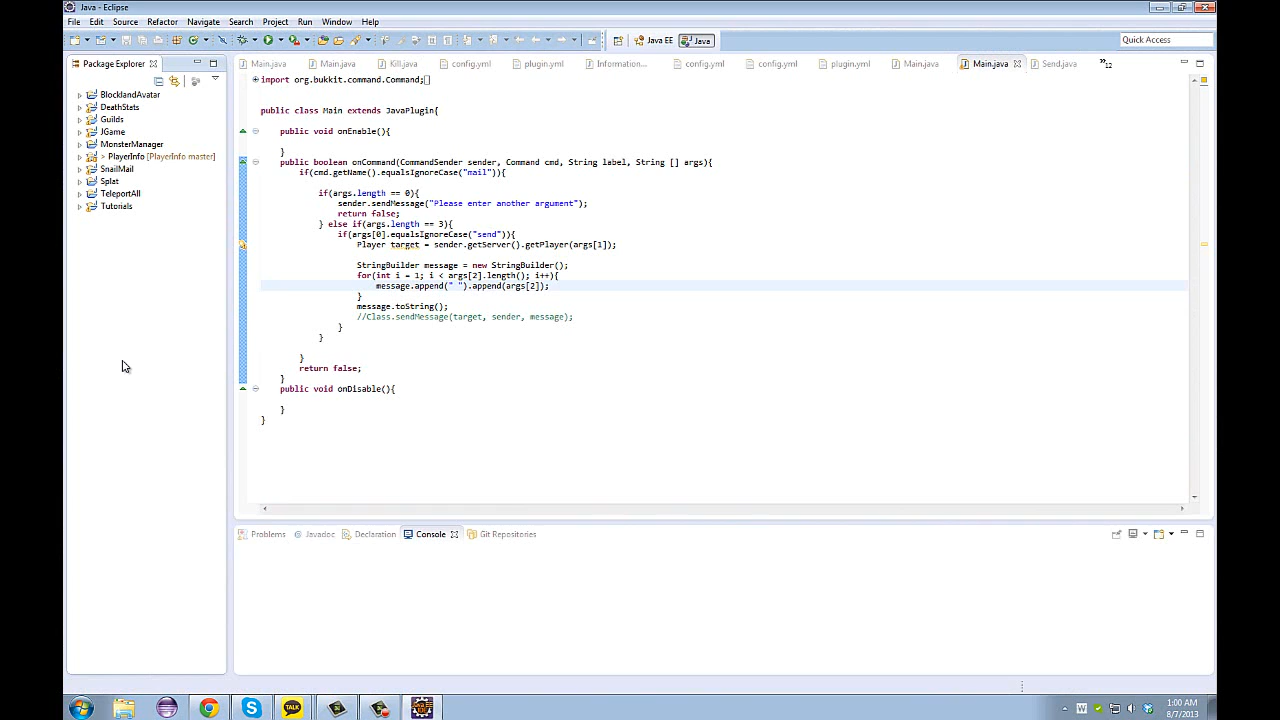 Java - Eclipse
File Edit Source Refactor Navigate Search Project Run Window Help
Java EE Java Quick Access
Package Explorer
BlocklandAvatar
DeathStats
Guilds
JGame
MonsterManager
> PlayerInfo [PlayerInfo master]
SnailMail
Splat
TeleportAll
Tutorials
Main.java Main.java Kill.java config.yml plugin.yml Information... config.yml config.yml plugin.yml Main.java Main.java Send.java »12
import org.bukkit.command.Command;
public class Main extends JavaPlugin{
public void onEnable(){
}
public boolean onCommand(CommandSender sender, Command cmd, String label, String [] args){
if(cmd.getName().equalsIgnoreCase("mail")){
if(args.length == 0){
sender.sendMessage("Please enter another argument");
return false;
} else if(args.length == 3){
if(args[0].equalsIgnoreCase("send")){
Player target = sender.getServer().getPlayer(args[1]);
StringBuilder message = new StringBuilder();
for(int i = 1; i < args[2].length(); i++){
message.append(" ").append(args[2]);
}
message.toString();
//Class.sendMessage(target, sender, message);
}
}
}
return false;
}
public void onDisable(){
}
}
Problems Javadoc Declaration Console Git Repositories
TALK
1:00 AM
8/7/2013